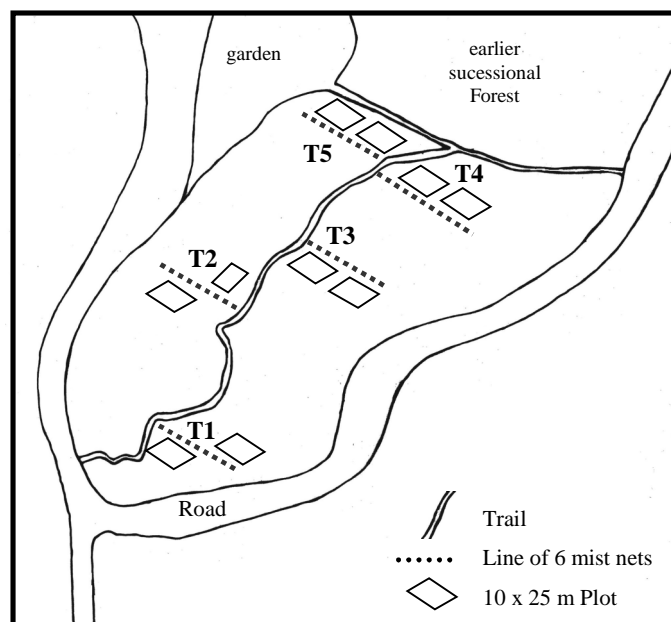 garden
earlier
sucessional
Forest
T5
T4
T3
T2
T1
Road
Trail
Line of 6 mist nets
10 x 25 m Plot